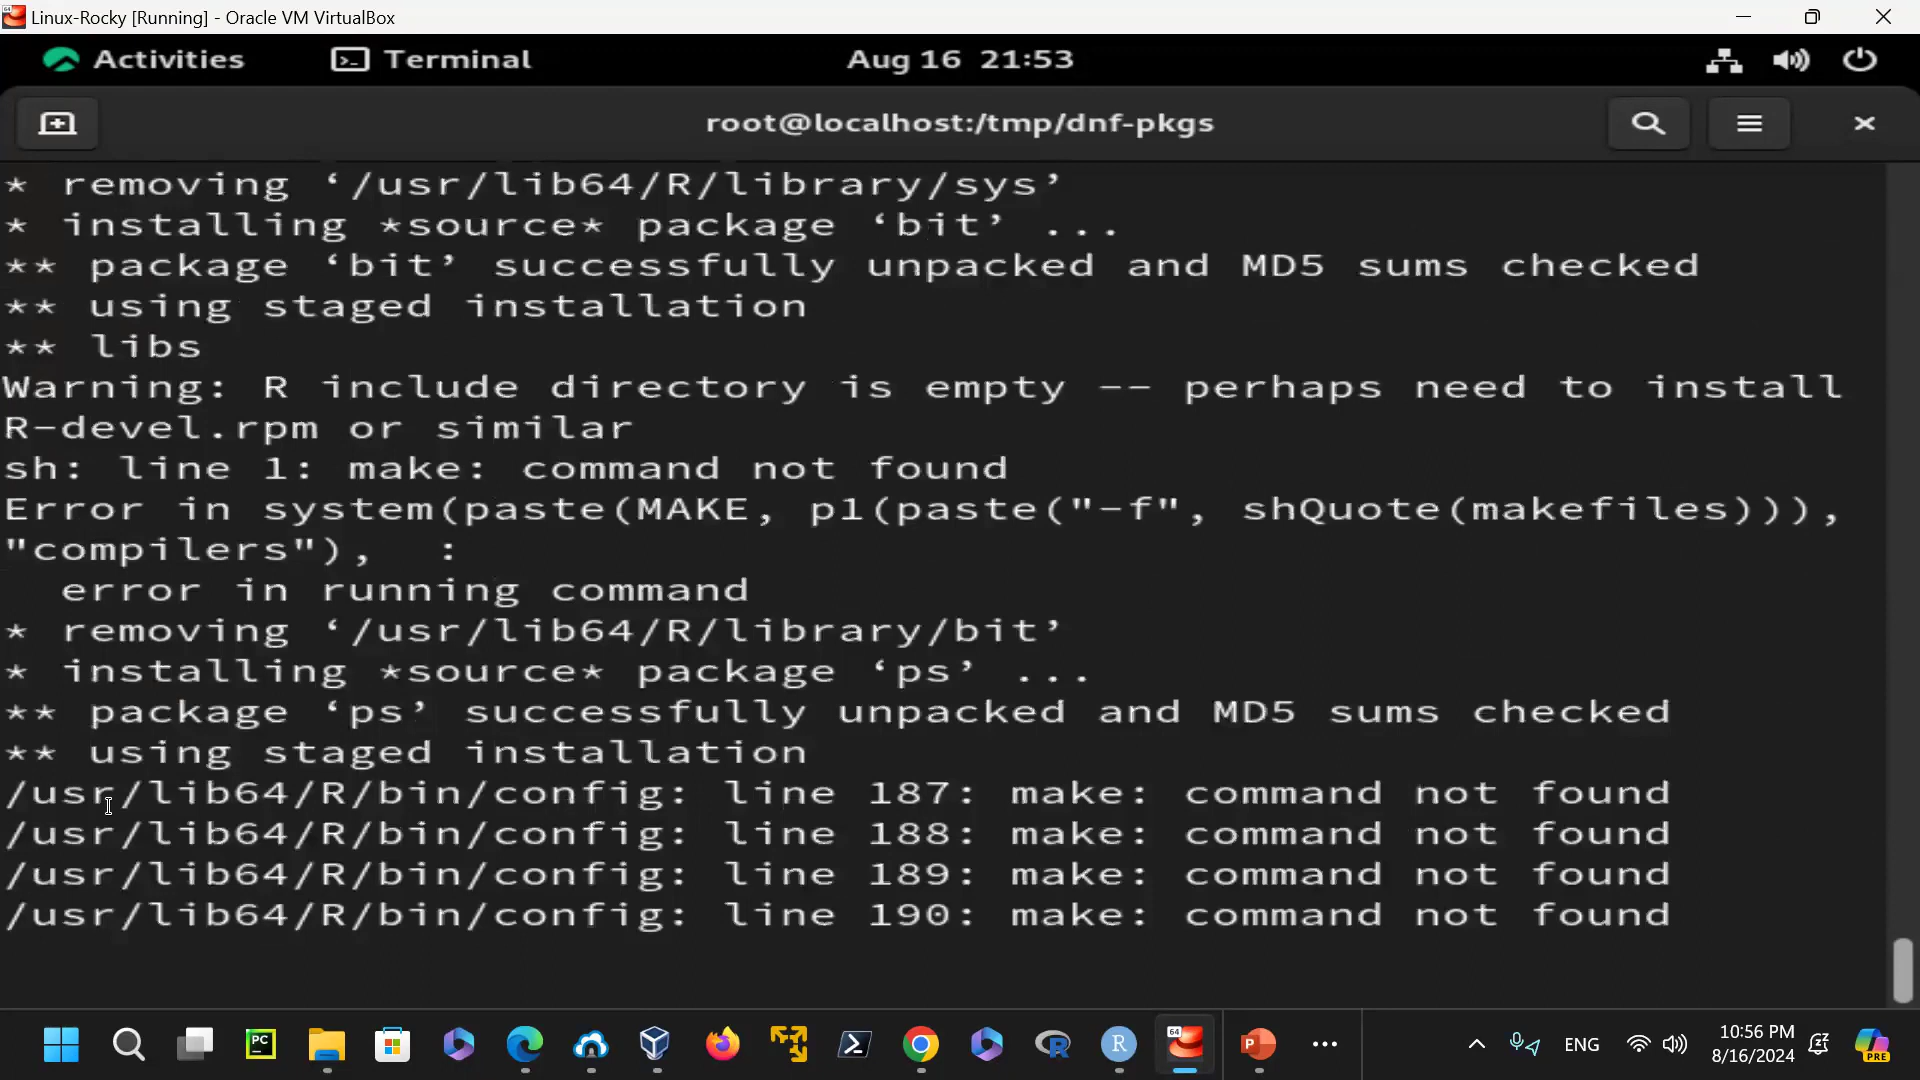 Linux-Rocky [Running] - Oracle VM VirtualBox
Activities Terminal Aug 16 21:53
root@localhost:/tmp/dnf-pkgs
* removing ‘/usr/lib64/R/library/sys’
* installing *source* package ‘bit’ ...
** package ‘bit’ successfully unpacked and MD5 sums checked
** using staged installation
** libs
Warning: R include directory is empty -- perhaps need to install
R-devel.rpm or similar
sh: line 1: make: command not found
Error in system(paste(MAKE, p1(paste("-f", shQuote(makefiles))),
"compilers"),  :
  error in running command
* removing ‘/usr/lib64/R/library/bit’
* installing *source* package ‘ps’ ...
** package ‘ps’ successfully unpacked and MD5 sums checked
** using staged installation
/usr/lib64/R/bin/config: line 187: make: command not found
/usr/lib64/R/bin/config: line 188: make: command not found
/usr/lib64/R/bin/config: line 189: make: command not found
/usr/lib64/R/bin/config: line 190: make: command not found
PC R R 64 P ENG 10:56 PM PRE
8/16/2024